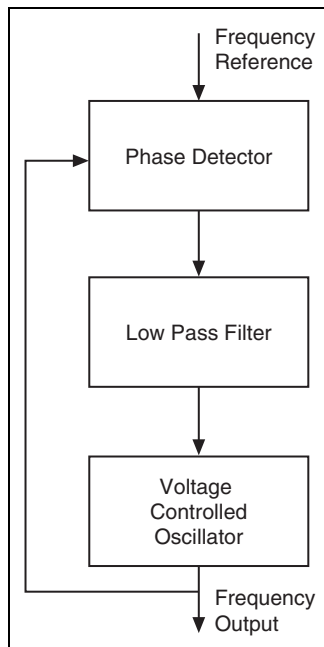 Frequency
Reference
Phase Detector
Low Pass Filter
Voltage
Controlled
Oscillator
Frequency
Output